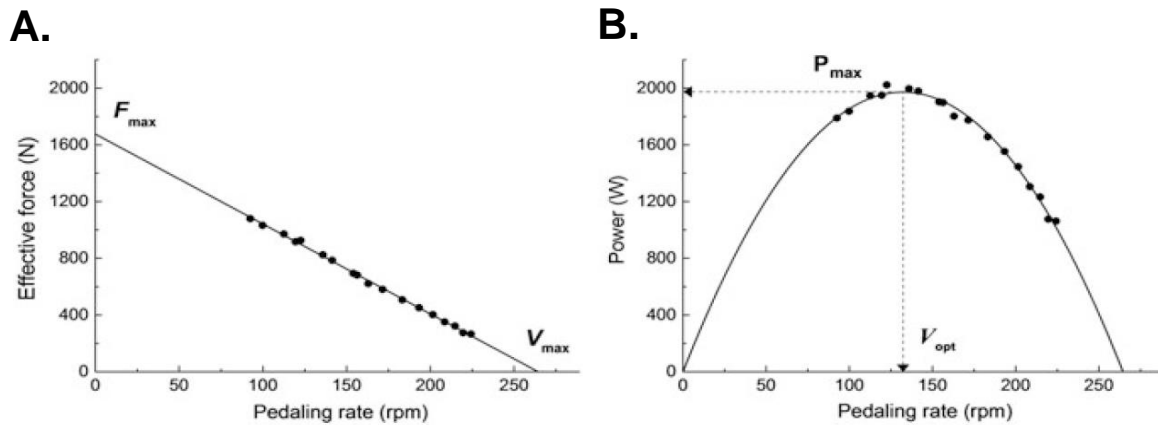 A.
Effective force (N)
2000
1600
1200
800
400
0
F max
V max
0 50 100 150 200 250
Pedaling rate (rpm)
B.
Power (W)
2000
1600
1200
800
400
0
P max
V opt
0 50 100 150 200 250
Pedaling rate (rpm)